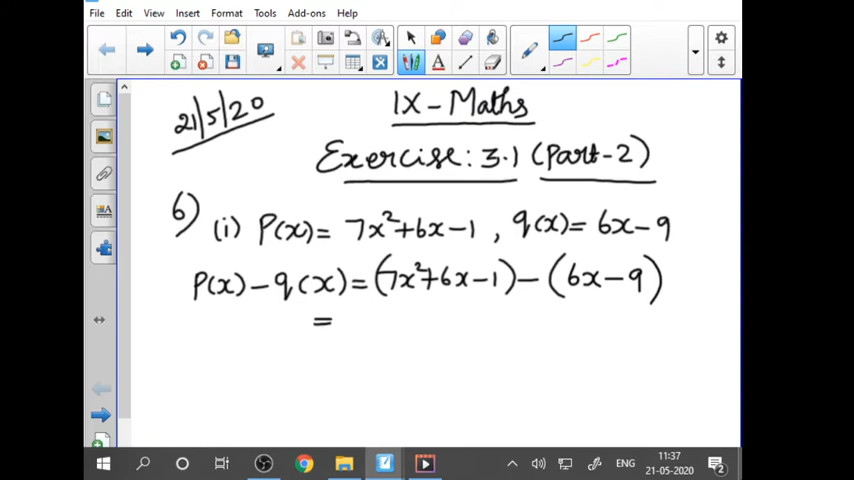 File Edit View Insert Format Tools Add-ons Help
21/5/20
IX - Maths
Exercise: 3.1 (Part-2)
6) (i) P(x) = 7x²+6x-1, q(x) = 6x-9
P(x) - q(x) = (7x²+6x-1) - (6x-9)
=
ENG
11:37
21-05-2020
2